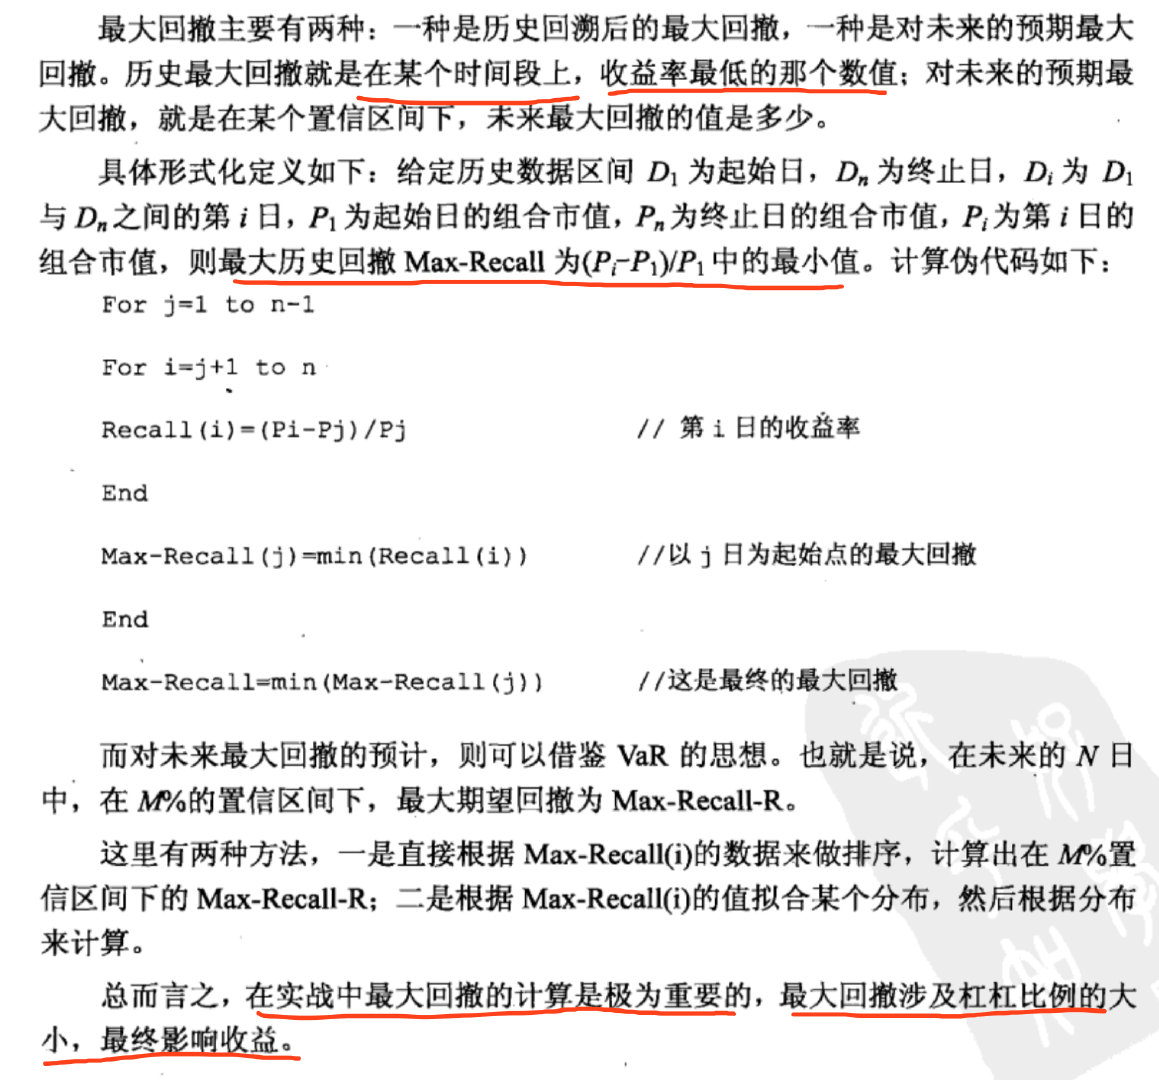 最大回撤主要有两种：一种是历史回溯后的最大回撤，一种是对未来的预期最大
回撤。历史最大回撤就是在某个时间段上，收益率最低的那个数值；对未来的预期最
大回撤，就是在某个置信区间下，未来最大回撤的值是多少。
具体形式化定义如下：给定历史数据区间 D1 为起始日，Dn 为终止日，Di 为 D1
与 Dn 之间的第 i 日，P1 为起始日的组合市值，Pn 为终止日的组合市值，Pi 为第 i 日的
组合市值，则最大历史回撤 Max-Recall 为(Pi-P1)/P1 中的最小值。计算伪代码如下：
For j=1 to n-1
For i=j+1 to n
Recall(i)=(Pi-Pj)/Pj // 第 i 日的收益率
End
Max-Recall(j)=min(Recall(i)) //以 j 日为起始点的最大回撤
End
Max-Recall=min(Max-Recall(j)) //这是最终的最大回撤
而对未来最大回撤的预计，则可以借鉴 VaR 的思想。也就是说，在未来的 N 日
中，在 M%的置信区间下，最大期望回撤为 Max-Recall-R。
这里有两种方法，一是直接根据 Max-Recall(i)的数据来做排序，计算出在 M%置
信区间下的 Max-Recall-R；二是根据 Max-Recall(i)的值拟合某个分布，然后根据分布
来计算。
总而言之，在实战中最大回撤的计算是极为重要的，最大回撤涉及杠杠比例的大
小，最终影响收益。